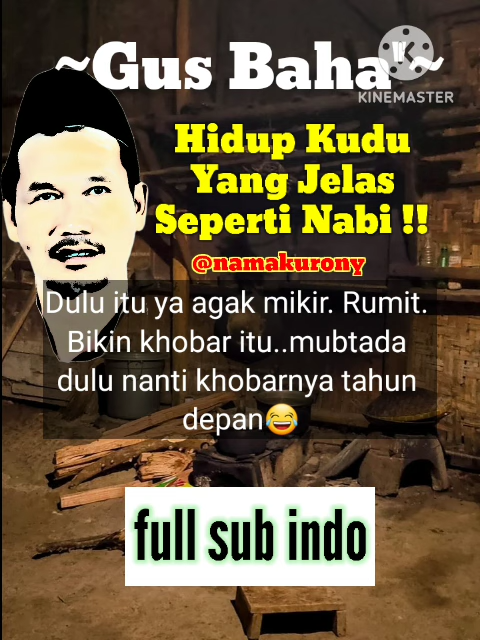 ~Gus Baha'~
KINEMASTER
Hidup Kudu
Yang Jelas
Seperti Nabi !!
@namakurony
Dulu itu ya agak mikir. Rumit.
Bikin khobar itu..mubtada
dulu nanti khobarnya tahun
depan😂
full sub indo